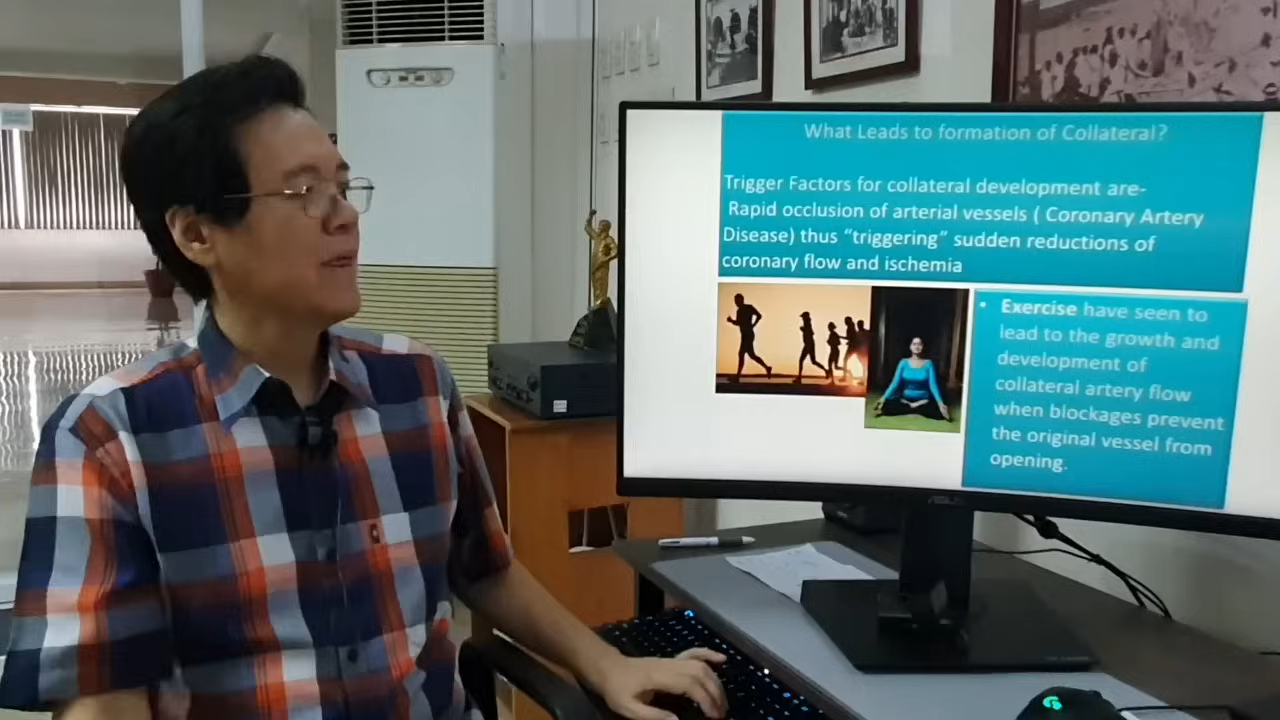 What Leads to formation of Collateral?
Trigger Factors for collateral development are-
Rapid occlusion of arterial vessels ( Coronary Artery
Disease) thus “triggering” sudden reductions of
coronary flow and ischemia
• Exercise have seen to
lead to the growth and
development of
collateral artery flow
when blockages prevent
the original vessel from
opening.
ASUS